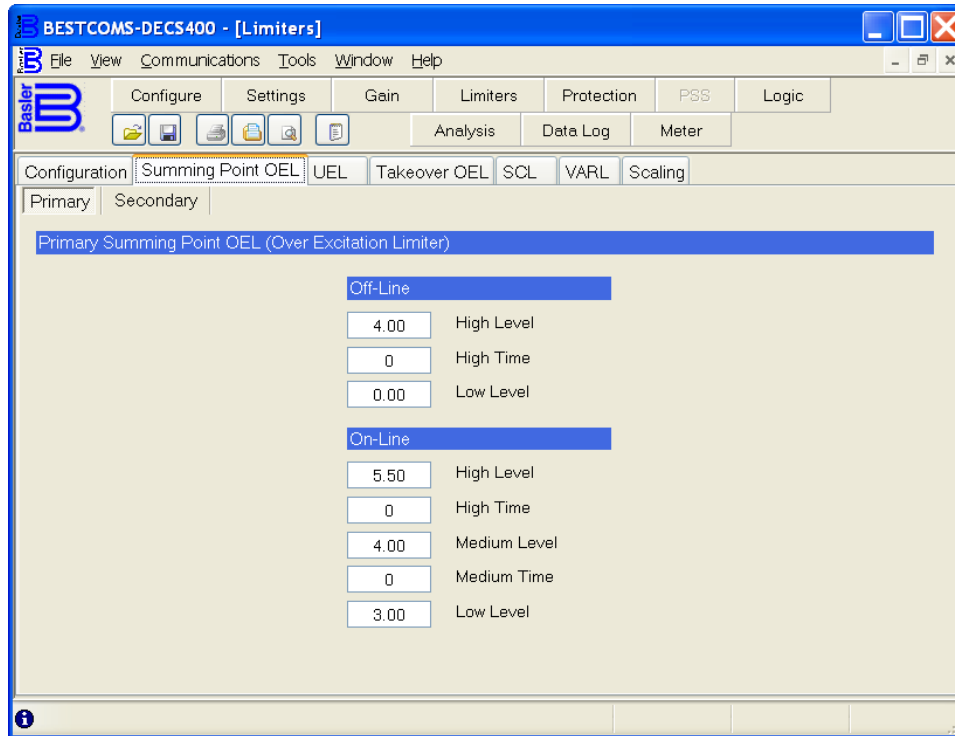 BESTCOMS-DECS400 - [Limiters]
File View Communications Tools Window Help
Basler
Configure Settings Gain Limiters Protection PSS Logic
Analysis Data Log Meter
Configuration Summing Point OEL UEL Takeover OEL SCL VARL Scaling
Primary Secondary
Primary Summing Point OEL (Over Excitation Limiter)
Off-Line
4.00 High Level
0 High Time
0.00 Low Level
On-Line
5.50 High Level
0 High Time
4.00 Medium Level
0 Medium Time
3.00 Low Level